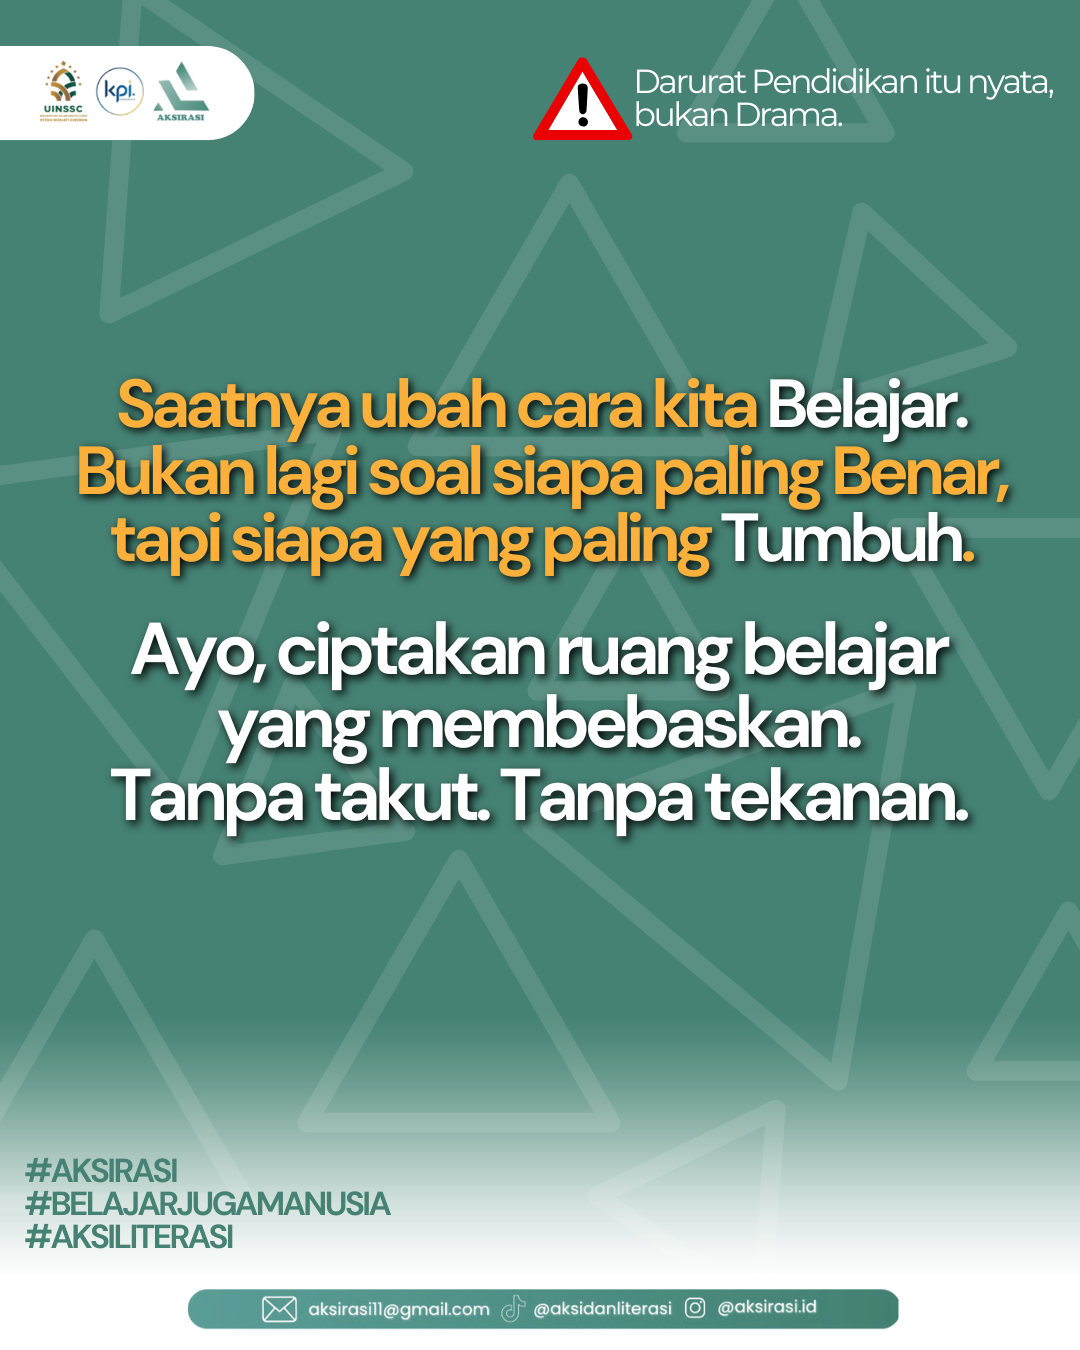 UINSSC
kpi.
AKSIRASI
Darurat Pendidikan itu nyata,
bukan Drama.
Saatnya ubah cara kita Belajar.
Bukan lagi soal siapa paling Benar,
tapi siapa yang paling Tumbuh.
Ayo, ciptakan ruang belajar
yang membebaskan.
Tanpa takut. Tanpa tekanan.
#AKSIRASI
#BELAJARJUGAMANUSIA
#AKSILITERASI
aksirasi11@gmail.com @aksidanliterasi @aksirasi.id